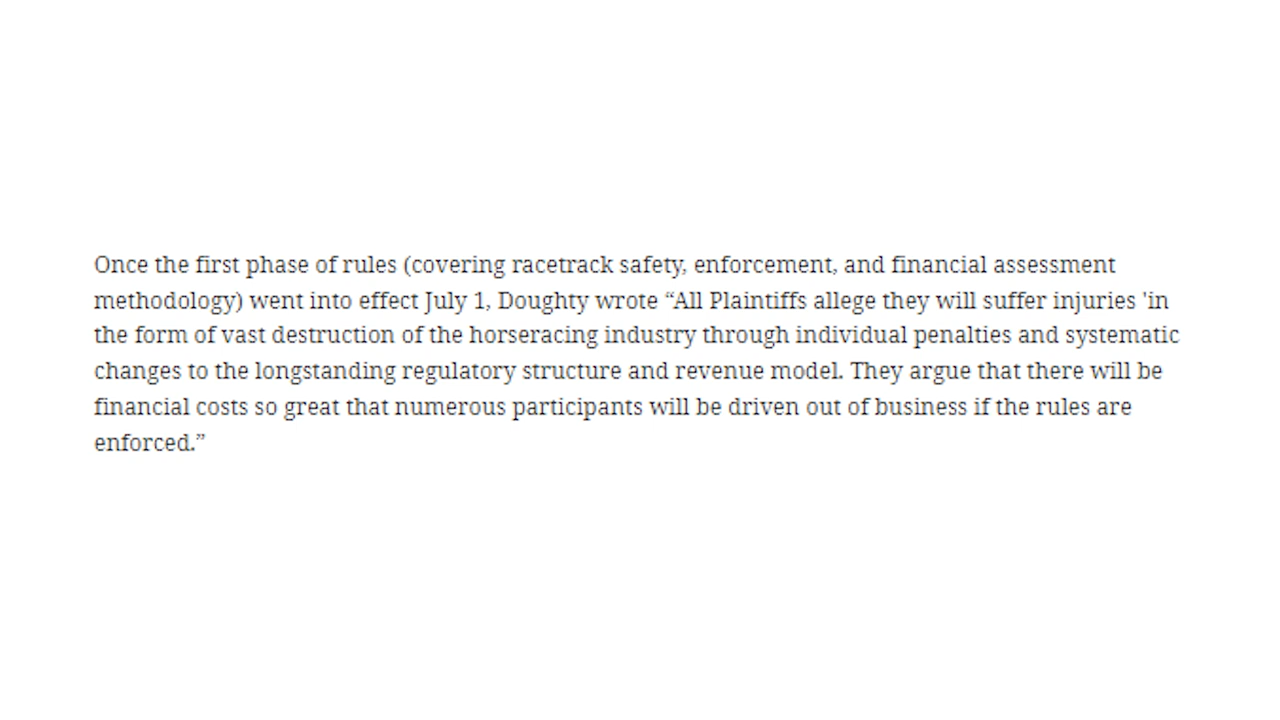 Once the first phase of rules (covering racetrack safety, enforcement, and financial assessment
methodology) went into effect July 1, Doughty wrote “All Plaintiffs allege they will suffer injuries 'in
the form of vast destruction of the horseracing industry through individual penalties and systematic
changes to the longstanding regulatory structure and revenue model. They argue that there will be
financial costs so great that numerous participants will be driven out of business if the rules are
enforced.”